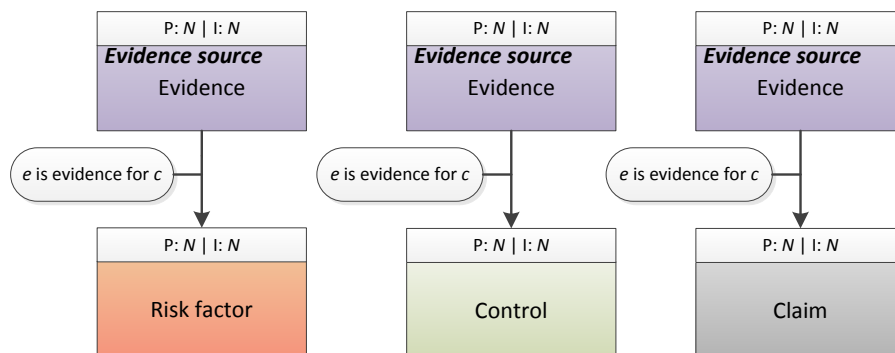 P: N | I: N
Evidence source
Evidence
e is evidence for c
P: N | I: N
Risk factor
P: N | I: N
Evidence source
Evidence
e is evidence for c
P: N | I: N
Control
P: N | I: N
Evidence source
Evidence
e is evidence for c
P: N | I: N
Claim